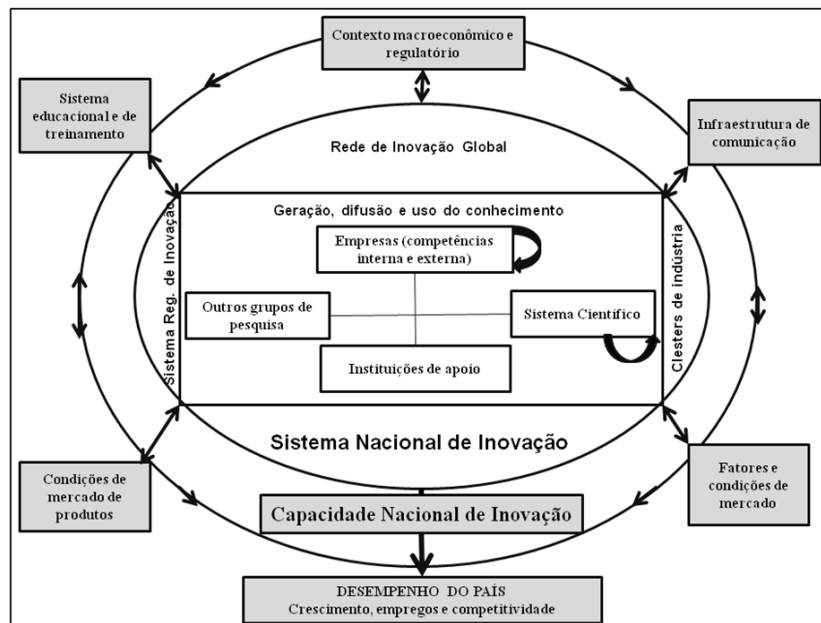 Contexto macroeconômico e
regulatório
Sistema
educacional e de
treinamento
Infraestrutura de
comunicação
Rede de Inovação Global
Sistema Reg. de Inovação
Geração, difusão e uso do conhecimento
Empresas (competências
interna e externa)
Outros grupos de
pesquisa
Sistema Científico
Instituições de apoio
Clesters de indústria
Sistema Nacional de Inovação
Condições de
mercado de
produtos
Fatores e
condições de
mercado
Capacidade Nacional de Inovação
DESEMPENHO DO PAÍS
Crescimento, empregos e competitividade